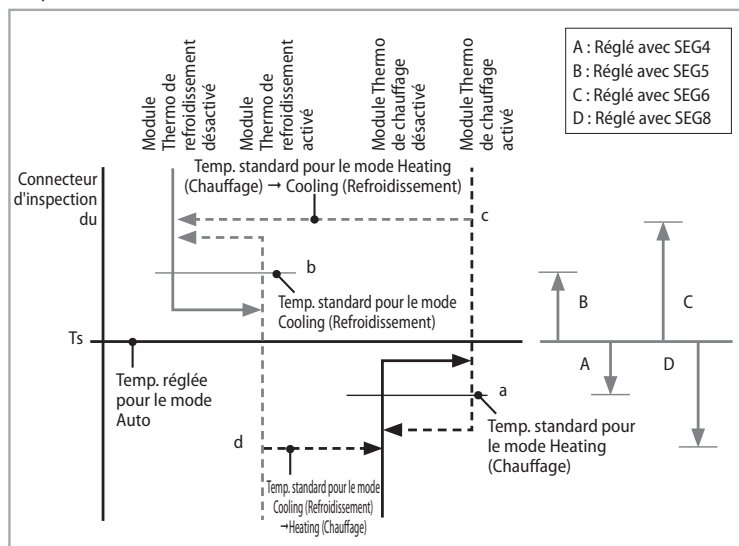 Module
Thermo de
refroidissement
désactivé
Module
Thermo de
refroidissement
activé
Module Thermo
de chauffage
désactivé
Module Thermo
de chauffage
activé
A : Réglé avec SEG4
B : Réglé avec SEG5
C : Réglé avec SEG6
D : Réglé avec SEG8
Connecteur
d'inspection
du
Temp. standard pour le mode Heating
(Chauffage) → Cooling (Refroidissement)
c
b
Temp. standard pour le mode
Cooling (Refroidissement)
B
C
Ts
Temp. réglée
pour le mode
Auto
a
A
D
Temp. standard pour
le mode Heating
(Chauffage)
d
Temp. standard pour le mode
Cooling (Refroidissement)
→Heating (Chauffage)